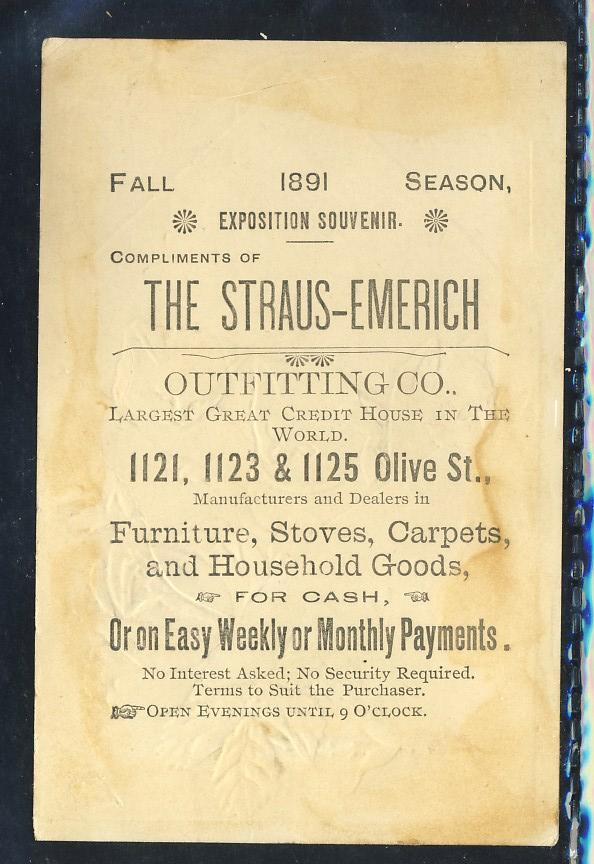 FALL 1891 SEASON,
EXPOSITION SOUVENIR.
COMPLIMENTS OF
THE STRAUS-EMERICH
OUTFITTING CO..
LARGEST GREAT CREDIT HOUSE IN THE
WORLD.
1121, 1123 & 1125 Olive St.,
Manufacturers and Dealers in
Furniture, Stoves, Carpets,
and Household Goods,
FOR CASH,
Or on Easy Weekly or Monthly Payments.
No Interest Asked; No Security Required.
Terms to Suit the Purchaser.
OPEN EVENINGS UNTIL 9 O'CLOCK.